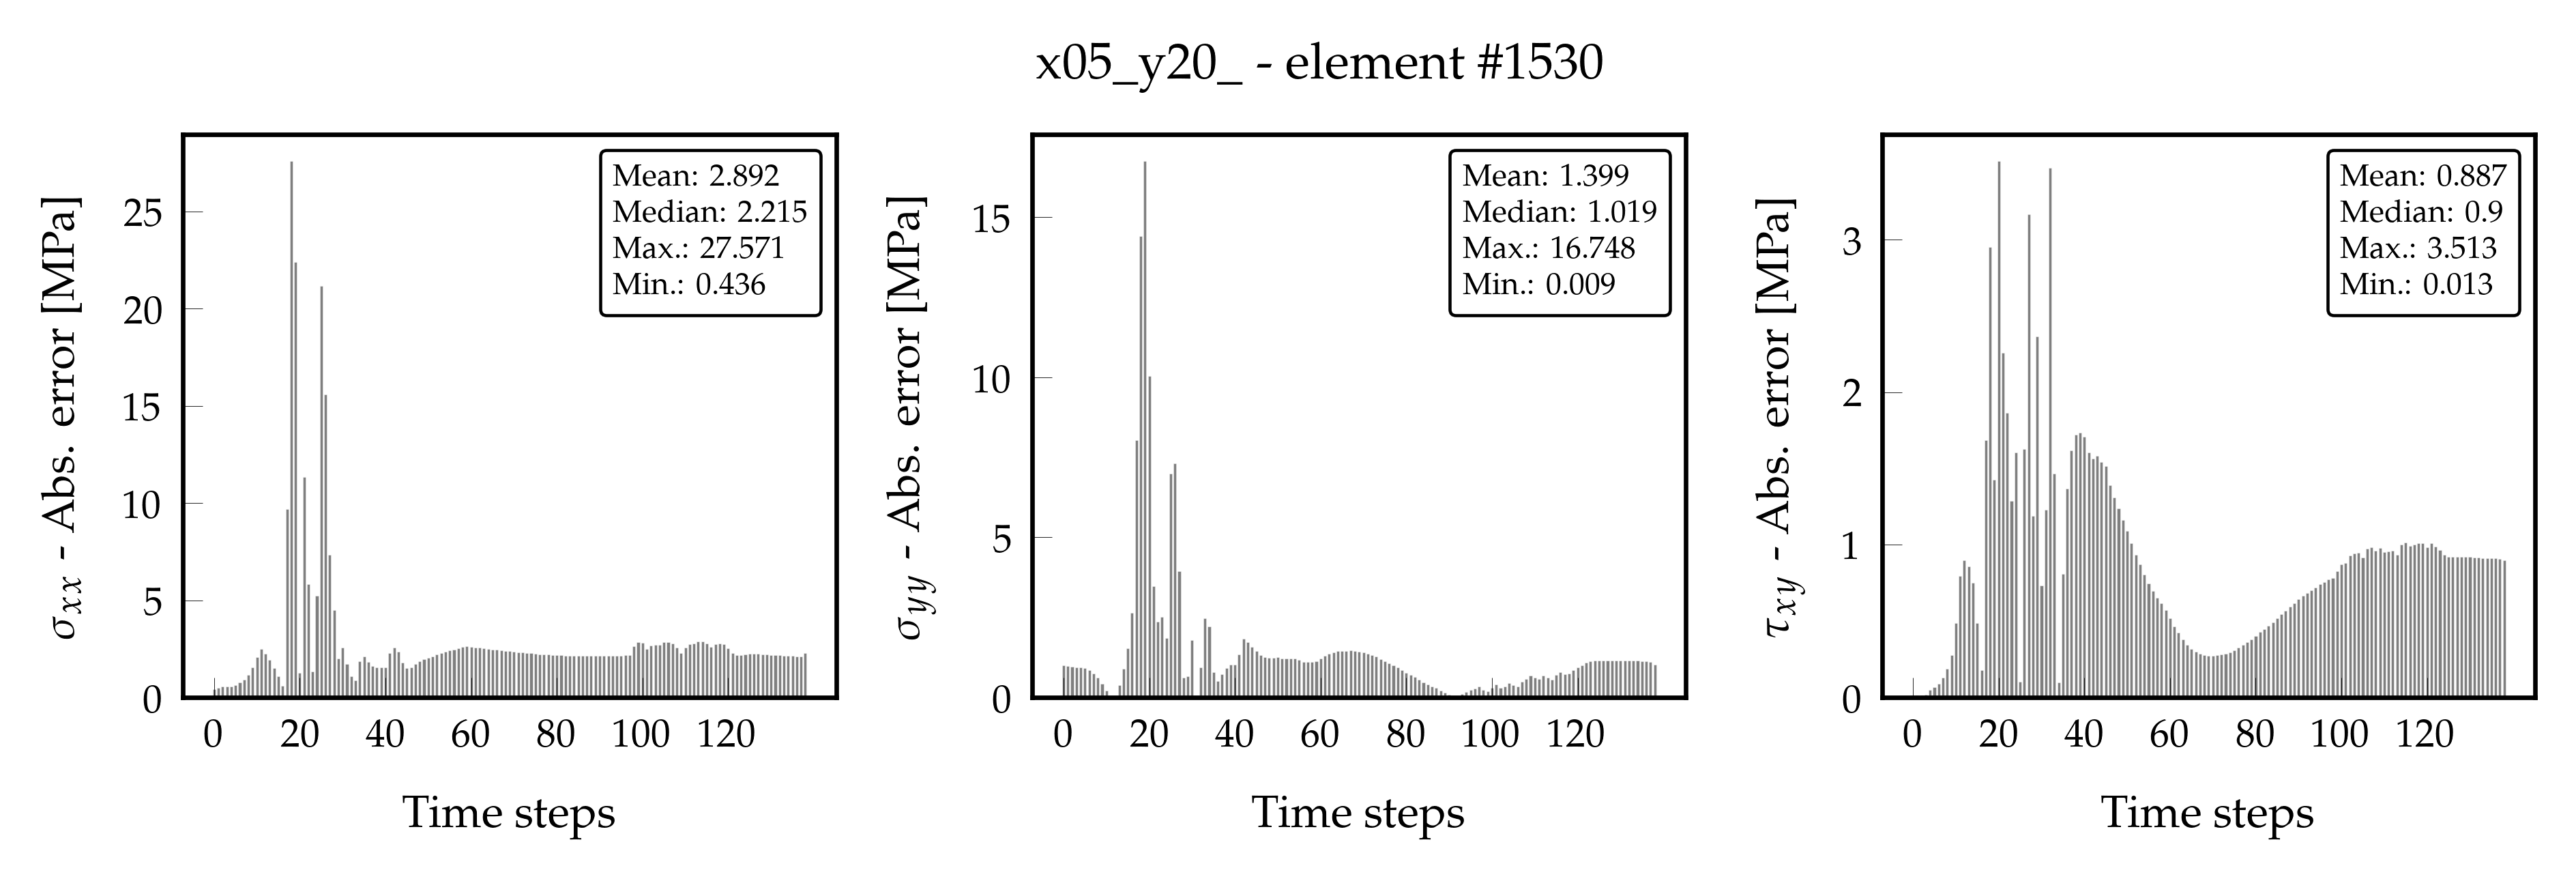 x05_y20_ - element #1530
σxx - Abs. error [MPa]
25
20
15
10
5
0
Mean: 2.892
Median: 2.215
Max.: 27.571
Min.: 0.436
0 20 40 60 80 100 120
Time steps
σyy - Abs. error [MPa]
15
10
5
0
Mean: 1.399
Median: 1.019
Max.: 16.748
Min.: 0.009
0 20 40 60 80 100 120
Time steps
τxy - Abs. error [MPa]
3
2
1
0
Mean: 0.887
Median: 0.9
Max.: 3.513
Min.: 0.013
0 20 40 60 80 100 120
Time steps